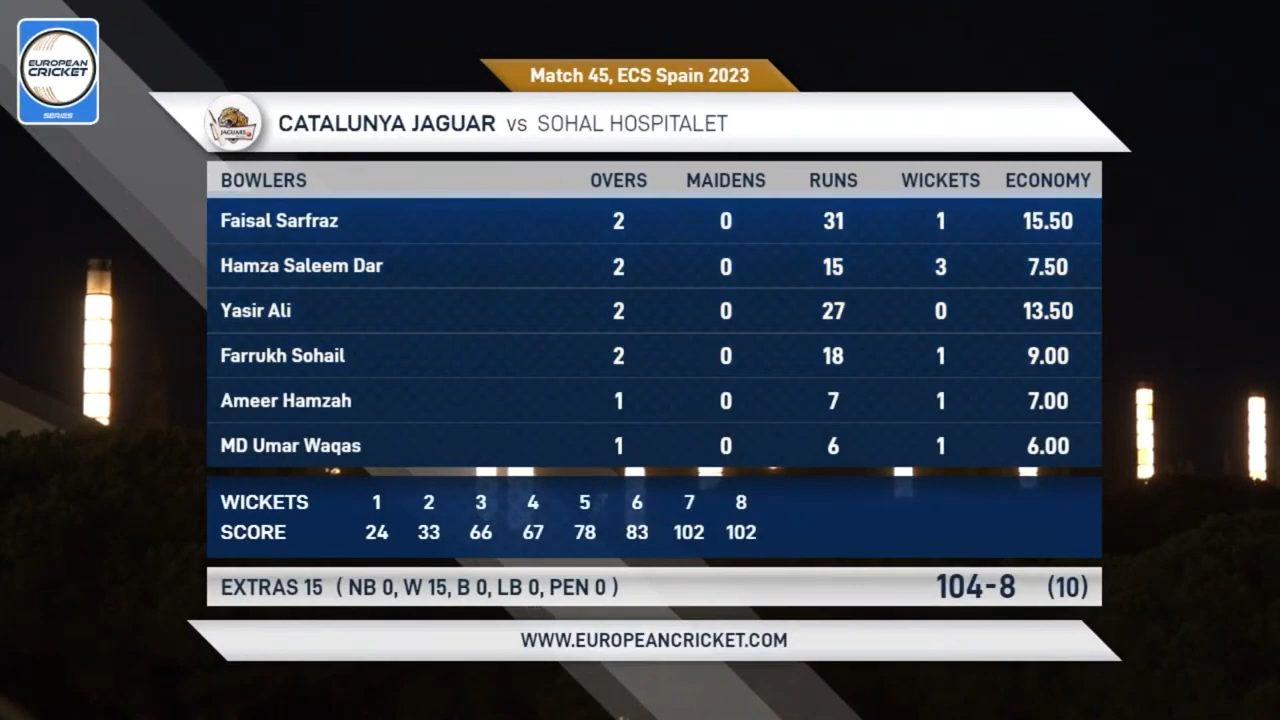 EUROPEAN
CRICKET
SERIES
Match 45, ECS Spain 2023
JAGUARS
CATALUNYA JAGUAR vs SOHAL HOSPITALET
BOWLERS OVERS MAIDENS RUNS WICKETS ECONOMY
Faisal Sarfraz 2 0 31 1 15.50
Hamza Saleem Dar 2 0 15 3 7.50
Yasir Ali 2 0 27 0 13.50
Farrukh Sohail 2 0 18 1 9.00
Ameer Hamzah 1 0 7 1 7.00
MD Umar Waqas 1 0 6 1 6.00
WICKETS 1 2 3 4 5 6 7 8
SCORE 24 33 66 67 78 83 102 102
EXTRAS 15 ( NB 0, W 15, B 0, LB 0, PEN 0 ) 104-8 (10)
WWW.EUROPEANCRICKET.COM